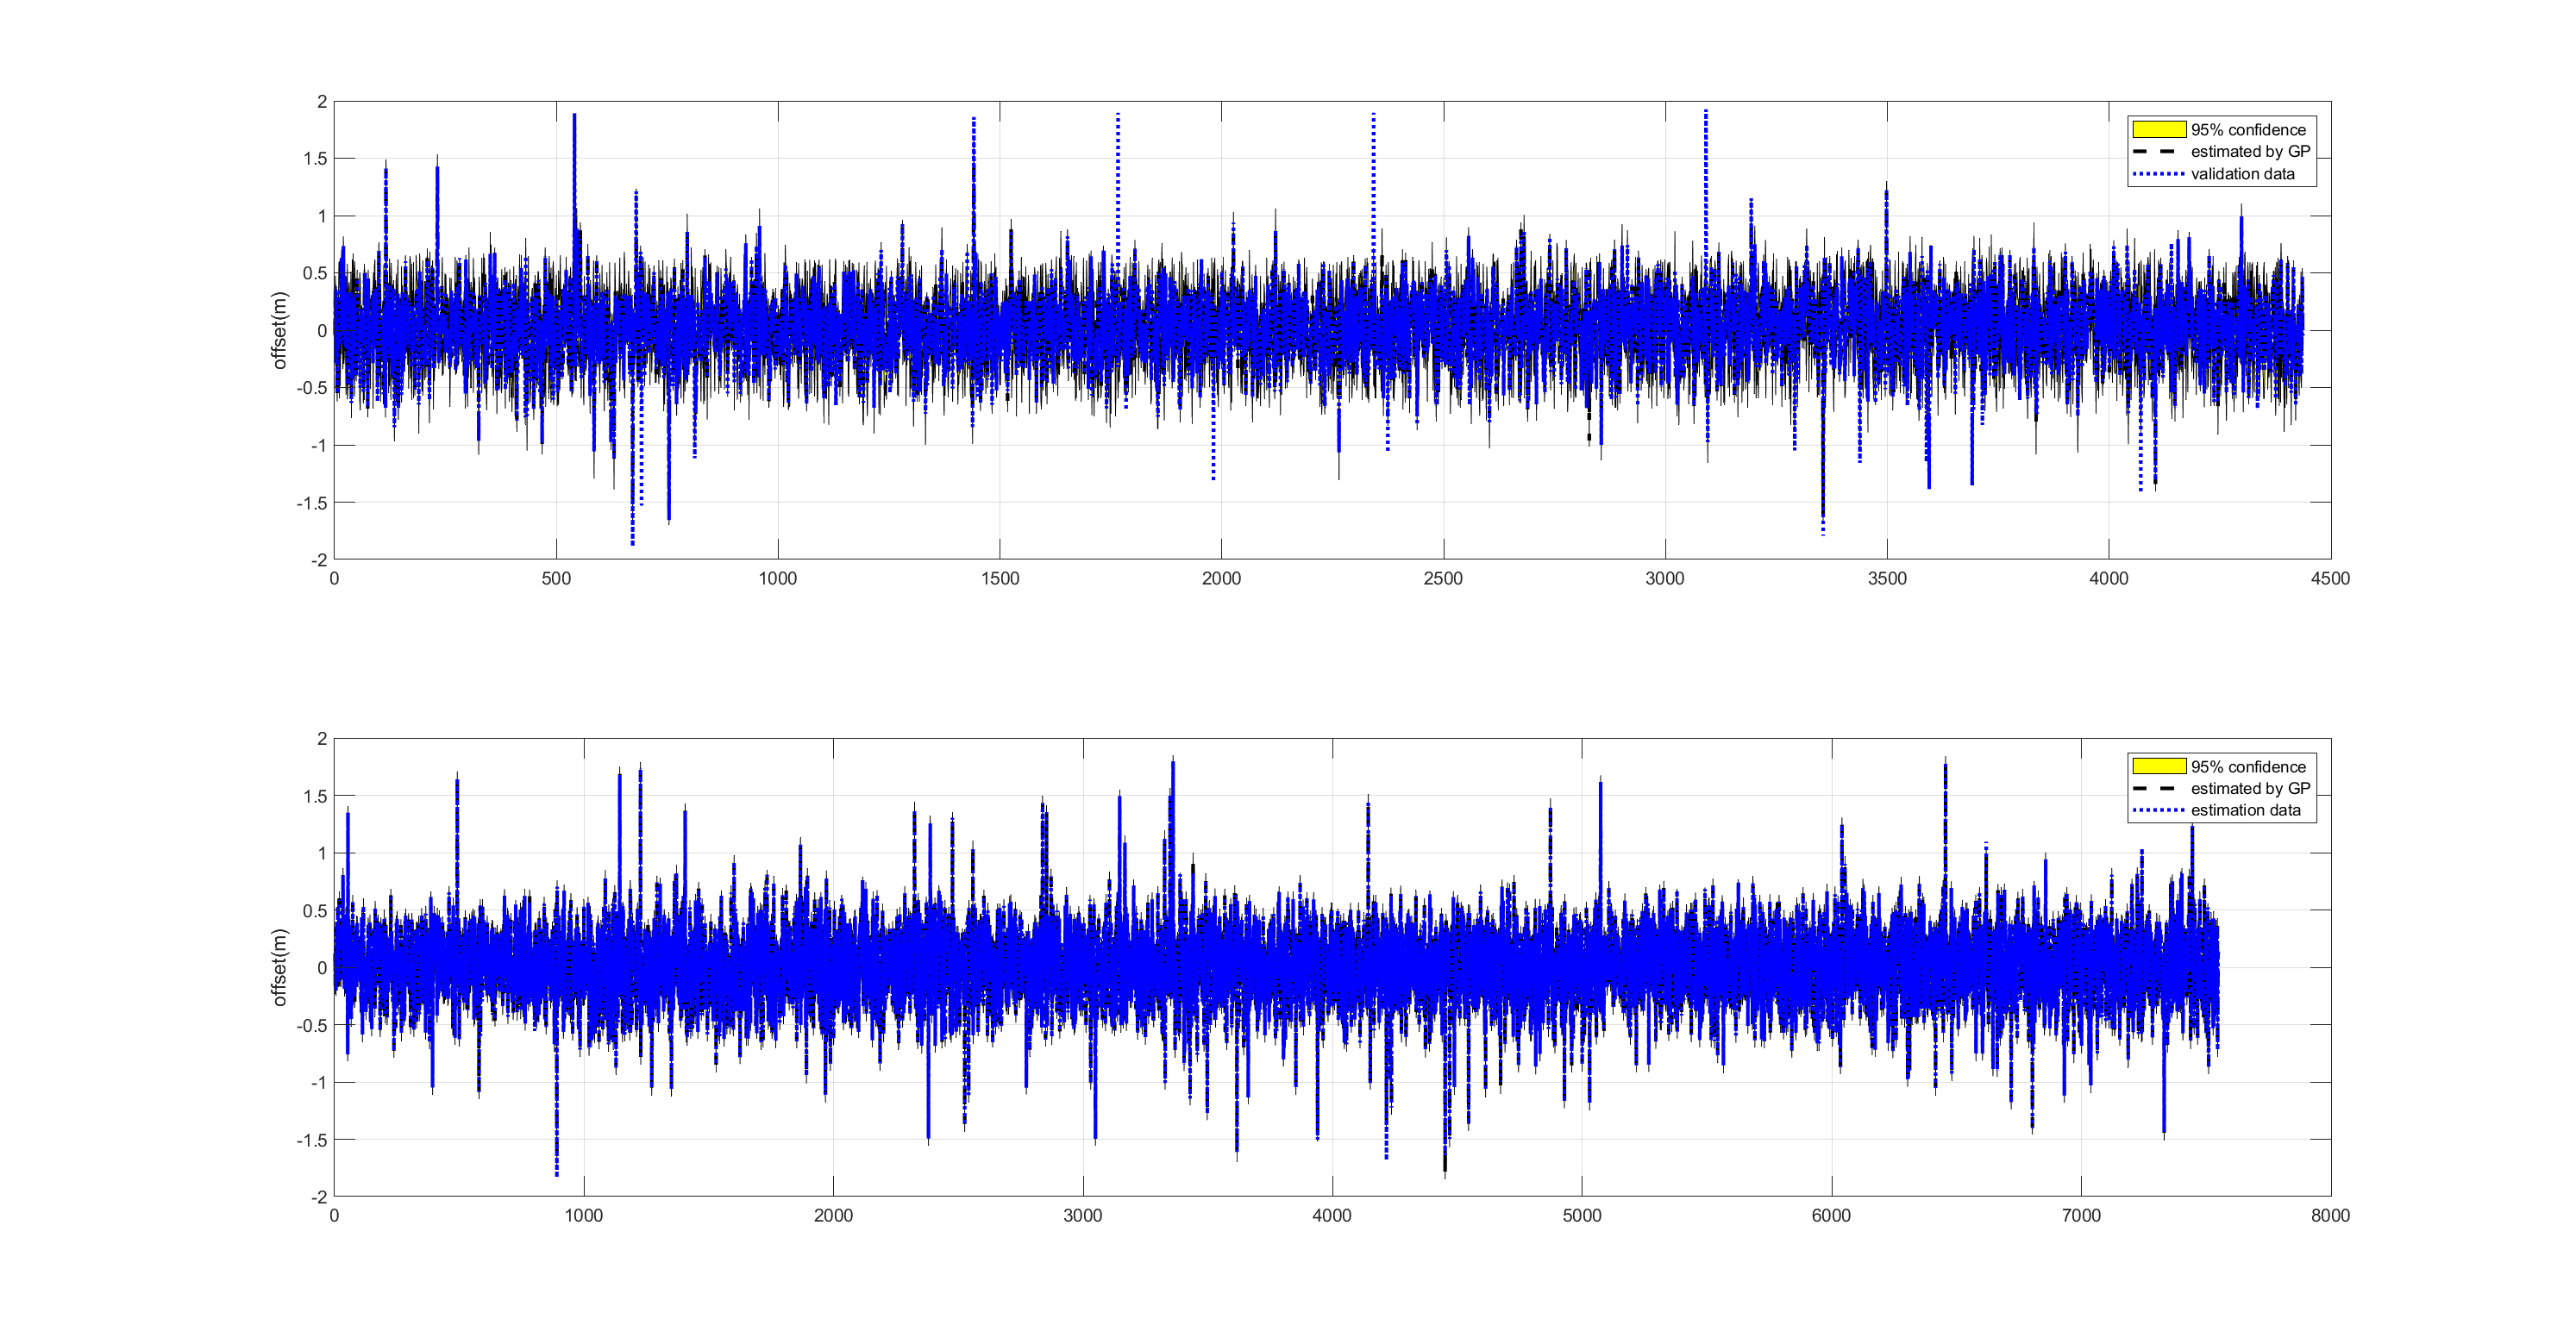 2
1.5
1
0.5
0
-0.5
-1
-1.5
-2
offset(m)
0 500 1000 1500 2000 2500 3000 3500 4000 4500
95% confidence
estimated by GP
validation data
2
1.5
1
0.5
0
-0.5
-1
-1.5
-2
offset(m)
0 1000 2000 3000 4000 5000 6000 7000 8000
95% confidence
estimated by GP
estimation data